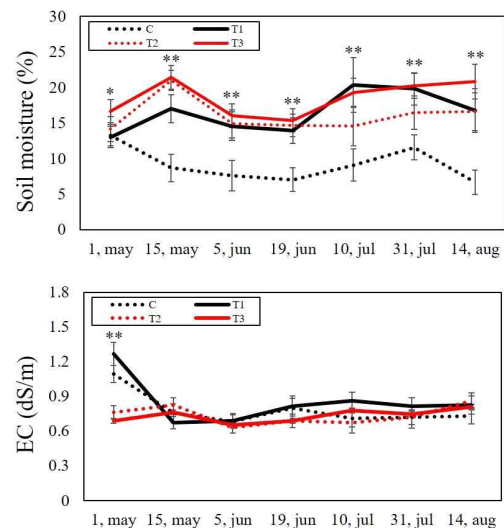 30
25
20
15
10
5
0
Soil moisture (%)
C T1
T2 T3
* ** ** ** ** ** *
1, may 15, may 5, jun 19, jun 10, jul 31, jul 14, aug
1.8
1.5
1.2
0.9
0.6
0.3
0
EC (dS/m)
C T1
T2 T3
**
1, may 15, may 5, jun 19, jun 10, jul 31, jul 14, aug